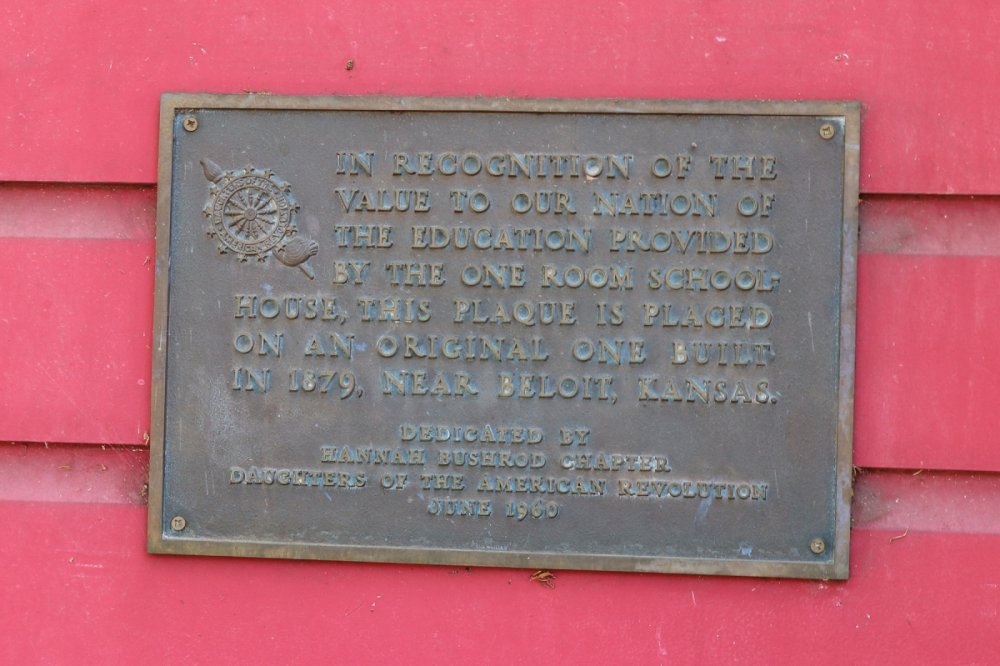 IN RECOGNITION OF THE
VALUE TO OUR NATION OF
THE EDUCATION PROVIDED
BY THE ONE ROOM SCHOOL-
HOUSE, THIS PLAQUE IS PLACED
ON AN ORIGINAL ONE BUILT
IN 1879, NEAR BELOIT, KANSAS.
DEDICATED BY
HANNAH BUSHROD CHAPTER
DAUGHTERS OF THE AMERICAN REVOLUTION
JUNE 1960